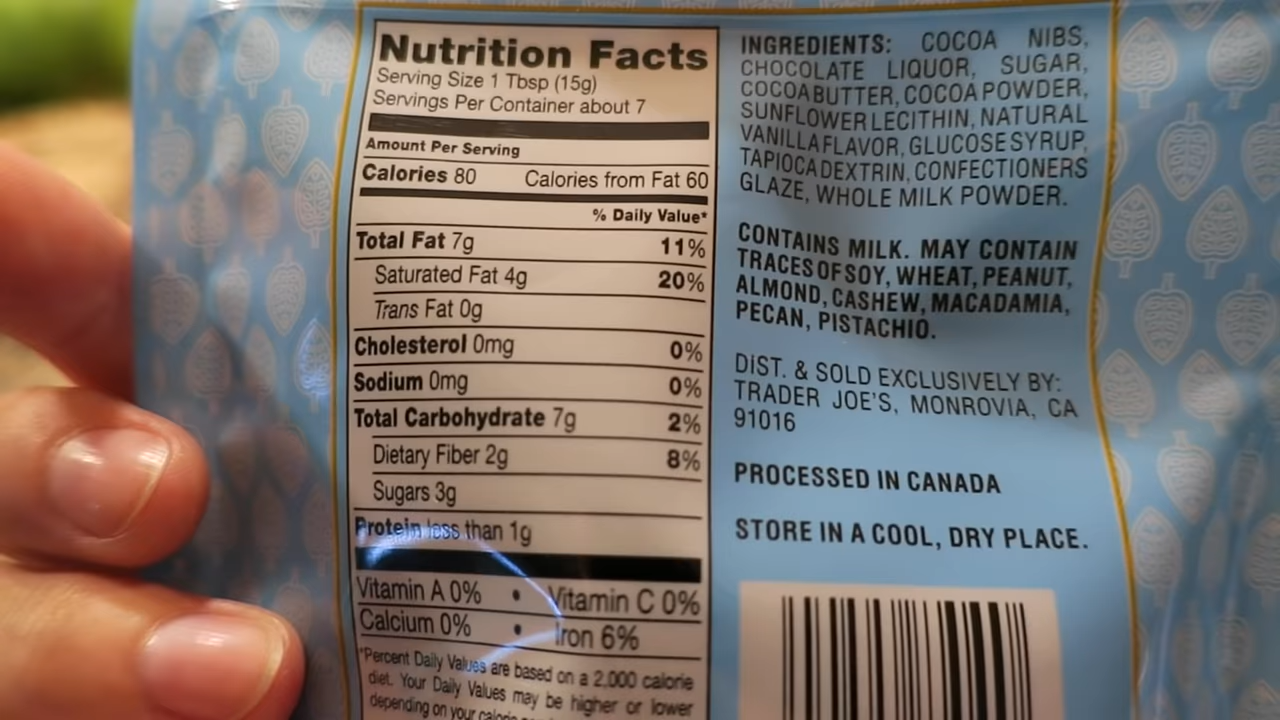 Nutrition Facts
Serving Size 1 Tbsp (15g)
Servings Per Container about 7
Amount Per Serving
Calories 80 Calories from Fat 60
% Daily Value*
Total Fat 7g 11%
Saturated Fat 4g 20%
Trans Fat 0g
Cholesterol 0mg 0%
Sodium 0mg 0%
Total Carbohydrate 7g 2%
Dietary Fiber 2g 8%
Sugars 3g
Protein less than 1g
Vitamin A 0% • Vitamin C 0%
Calcium 0% • Iron 6%
*Percent Daily Values are based on a 2,000 calorie
diet. Your Daily Values may be higher or lower
depending on your calorie
INGREDIENTS: COCOA NIBS,
CHOCOLATE LIQUOR, SUGAR,
COCOA BUTTER, COCOA POWDER,
SUNFLOWER LECITHIN, NATURAL
VANILLA FLAVOR, GLUCOSE SYRUP,
TAPIOCA DEXTRIN, CONFECTIONERS
GLAZE, WHOLE MILK POWDER.
CONTAINS MILK. MAY CONTAIN
TRACES OF SOY, WHEAT, PEANUT,
ALMOND, CASHEW, MACADAMIA,
PECAN, PISTACHIO.
DIST. & SOLD EXCLUSIVELY BY:
TRADER JOE'S, MONROVIA, CA
91016
PROCESSED IN CANADA
STORE IN A COOL, DRY PLACE.